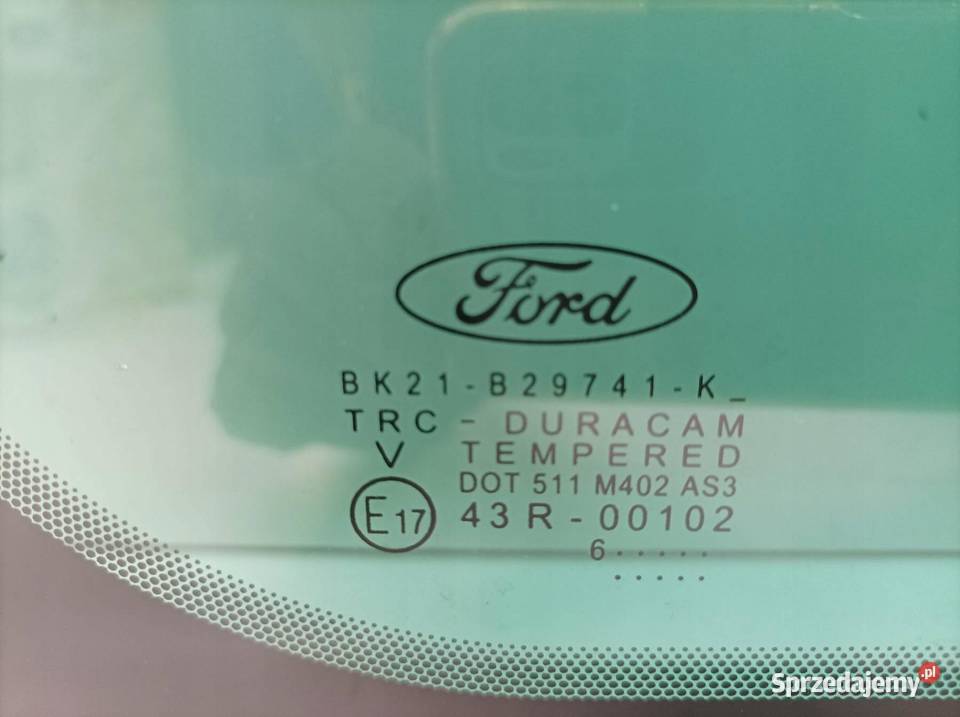 Ford
BK21-B29741-K_
TRC - DURACAM
V TEMPERED
DOT 511 M402 AS3
E17 43R-00102
6.....
.....
Sprzedajemy.pl